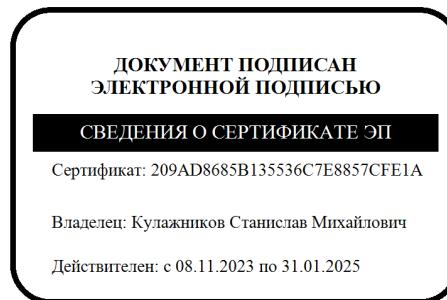 ДОКУМЕНТ ПОДПИСАН
ЭЛЕКТРОННОЙ ПОДПИСЬЮ
СВЕДЕНИЯ О СЕРТИФИКАТЕ ЭП
Сертификат: 209AD8685B135536C7E8857CFE1A
Владелец: Кулажников Станислав Михайлович
Действителен: с 08.11.2023 по 31.01.2025